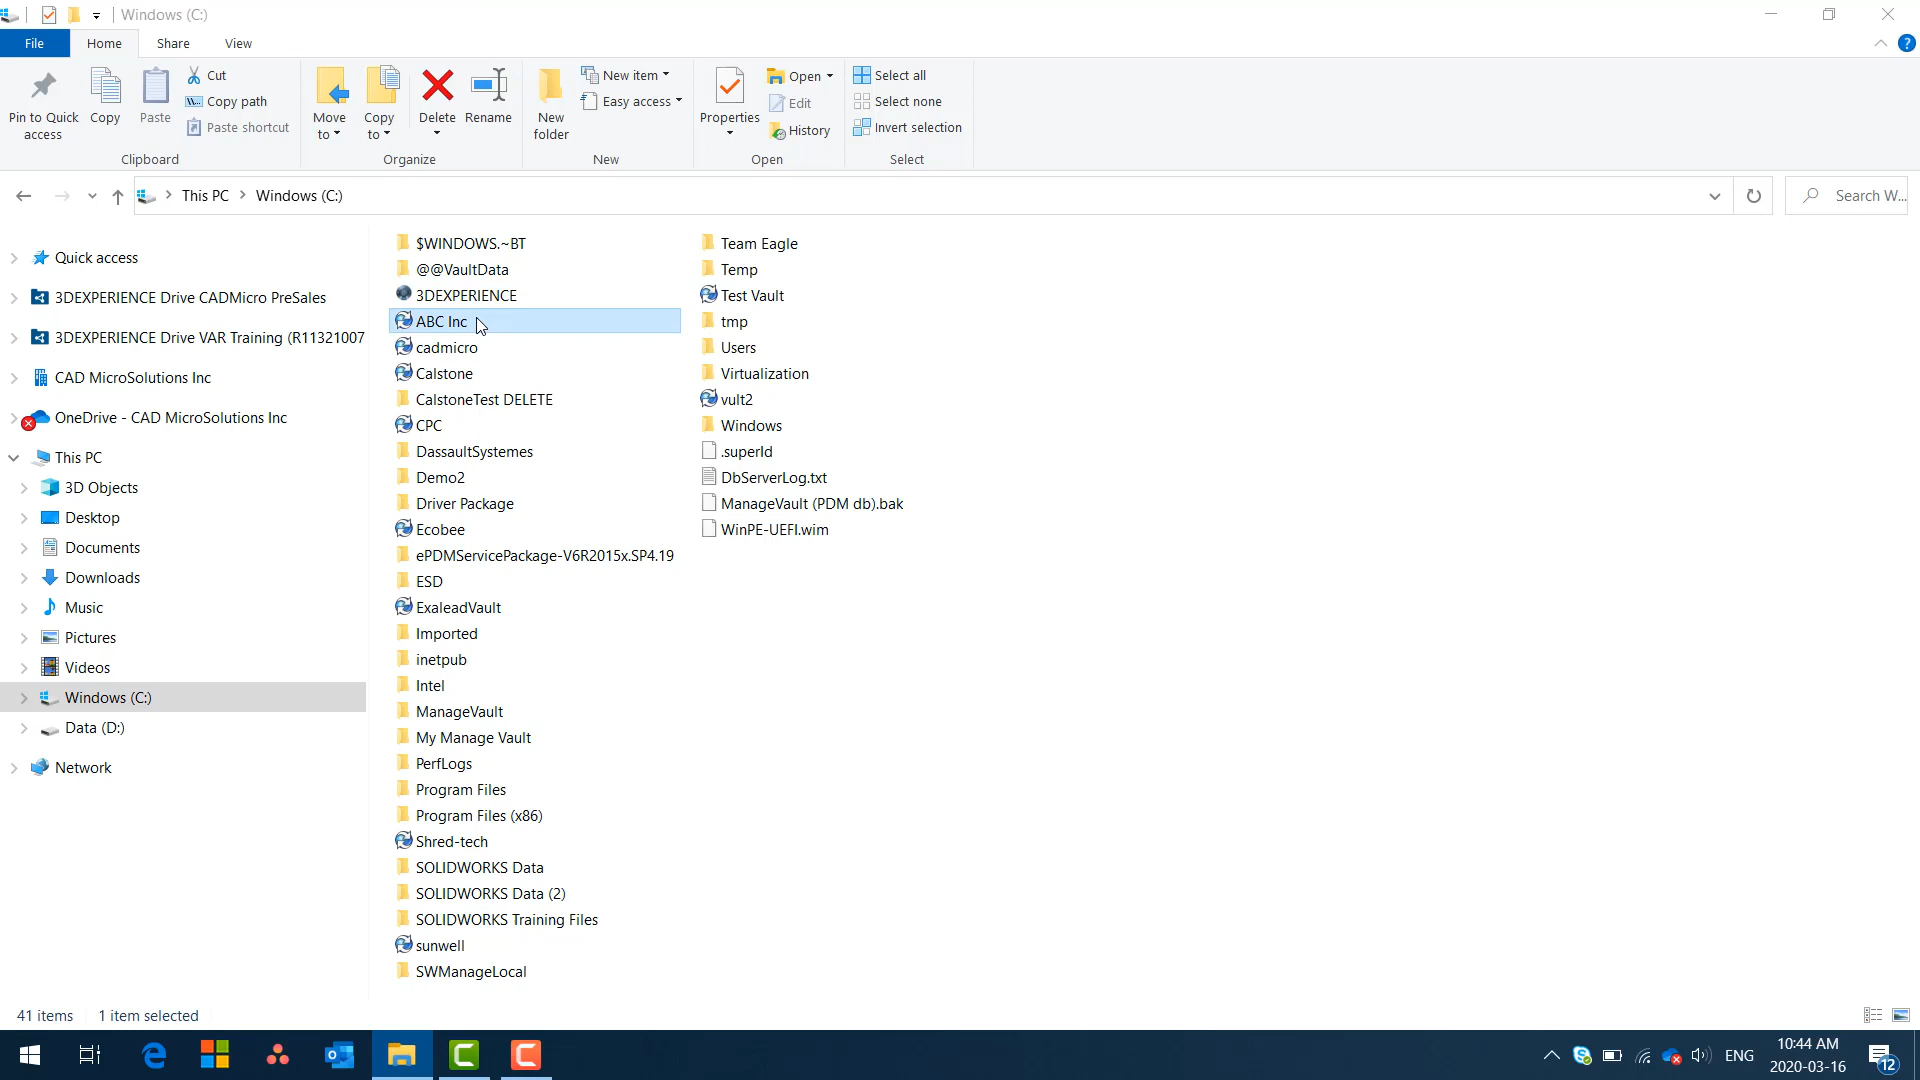 Windows (C:)
File Home Share View
Pin to Quick access
Copy
Paste
Cut
Copy path
Paste shortcut
Clipboard
Move to
Copy to
Delete
Rename
Organize
New folder
New item
Easy access
New
Properties
Open
Edit
History
Open
Select all
Select none
Invert selection
Select
This PC > Windows (C:)
Search W...
Quick access
3DEXPERIENCE Drive CADMicro PreSales
3DEXPERIENCE Drive VAR Training (R11321007
CAD MicroSolutions Inc
OneDrive - CAD MicroSolutions Inc
This PC
3D Objects
Desktop
Documents
Downloads
Music
Pictures
Videos
Windows (C:)
Data (D:)
Network
$WINDOWS.~BT
@@VaultData
3DEXPERIENCE
ABC Inc
cadmicro
Calstone
CalstoneTest DELETE
CPC
DassaultSystemes
Demo2
Driver Package
Ecobee
ePDMServicePackage-V6R2015x.SP4.19
ESD
ExaleadVault
Imported
inetpub
Intel
ManageVault
My Manage Vault
PerfLogs
Program Files
Program Files (x86)
Shred-tech
SOLIDWORKS Data
SOLIDWORKS Data (2)
SOLIDWORKS Training Files
sunwell
SWManageLocal
Team Eagle
Temp
Test Vault
tmp
Users
Virtualization
vult2
Windows
.superId
DbServerLog.txt
ManageVault (PDM db).bak
WinPE-UEFI.wim
41 items 1 item selected
ENG
10:44 AM
2020-03-16
12